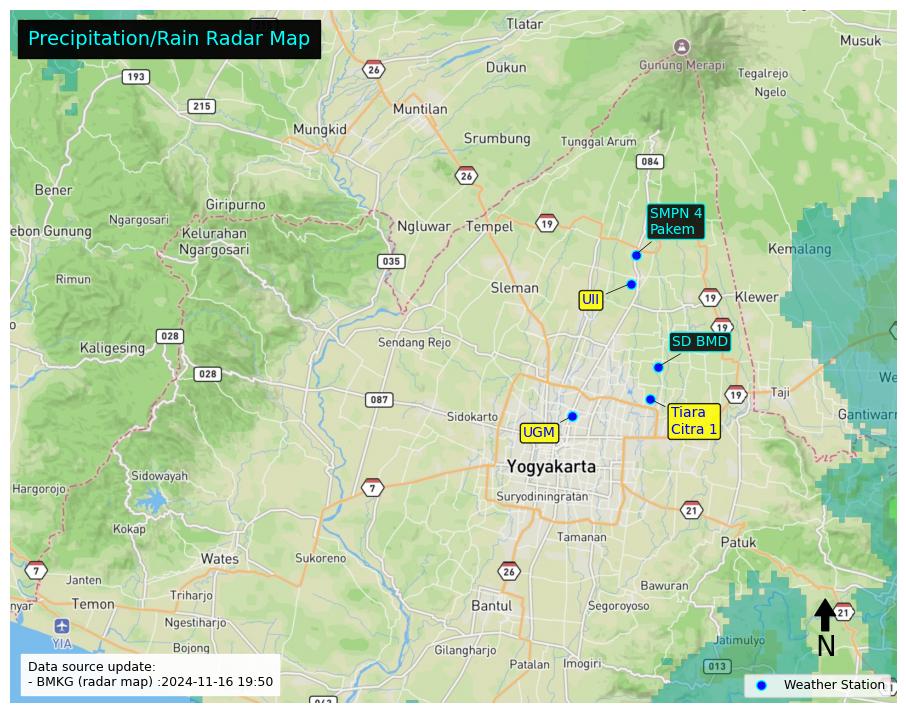 Precipitation/Rain Radar Map
Tlatar
Musuk
Gunung Merapi
26
Dukun
193
Tegalrejo
Ngelo
215
Muntilan
Mungkid
Srumbung
Tunggal Arum
084
26
Bener
Giripurno
SMPN 4
Pakem
Ngargosari
ebon Gunung
Kelurahan
Ngargosari
Ngluwar
Tempel
19
Kemalang
035
Rimun
Sleman
UII
19
Klewer
19
028
Kaligesing
Sendang Rejo
SD BMD
028
We
087
19
Taji
Sidokarto
Tiara
Citra 1
Gantiwarn
UGM
Yogyakarta
Sidowayah
Hargorojo
7
Suryodiningratan
21
Kokap
Tamanan
Patuk
Wates
Sukoreno
7
Janten
26
Bawuran
Triharjo
nyar
Temon
Bantul
Segoroyoso
21
Ngestiharjo
YIA
N
Jatimulyo
Bojong
Gilangharjo
Patalan
Imogiri
013
Data source update:
- BMKG (radar map) :2024-11-16 19:50
Weather Station